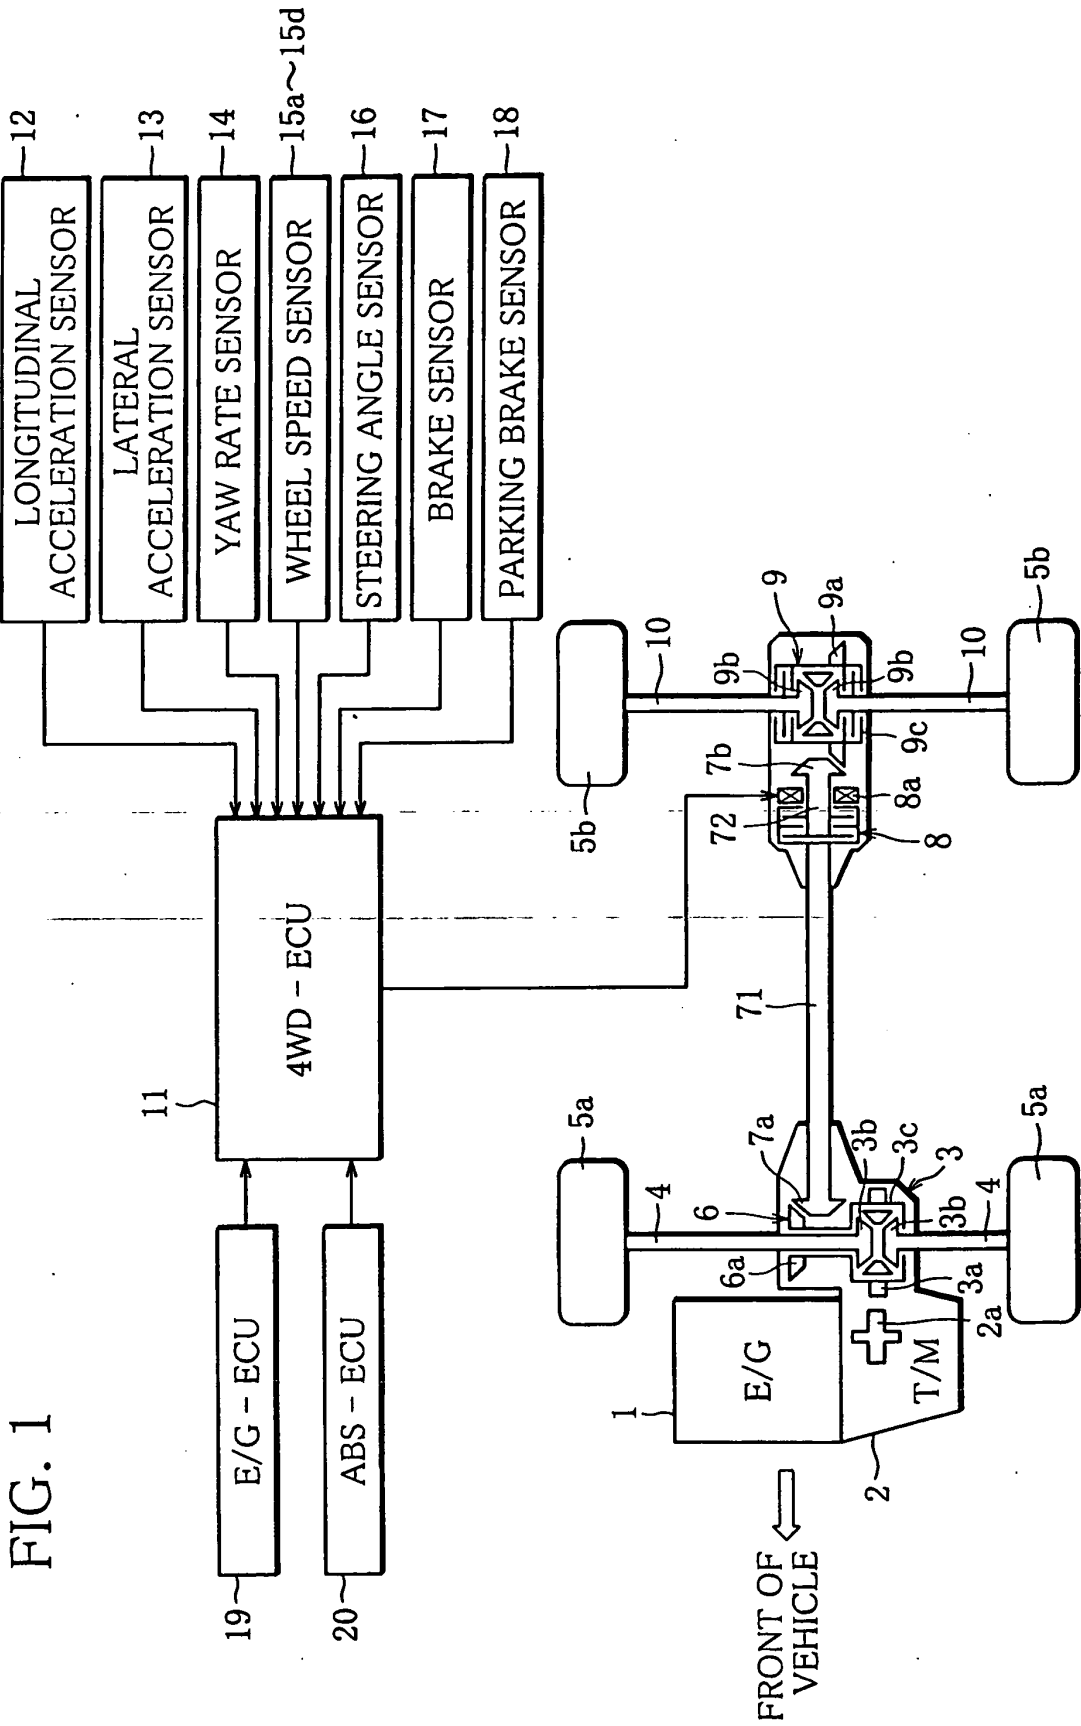 FIG. 1
19
E/G – ECU
20
ABS – ECU
11
4WD – ECU
LONGITUDINAL
ACCELERATION SENSOR
12
LATERAL
ACCELERATION SENSOR
13
YAW RATE SENSOR
14
WHEEL SPEED SENSOR
15a～15d
STEERING ANGLE SENSOR
16
BRAKE SENSOR
17
PARKING BRAKE SENSOR
18
FRONT OF
VEHICLE
1
E/G
2
T/M
2a
3a
3b
3b
3c
3
4
4
5a
5a
6
6a
7a
71
72
7b
8a
8
9
9a
9b
9b
9c
10
10
5b
5b